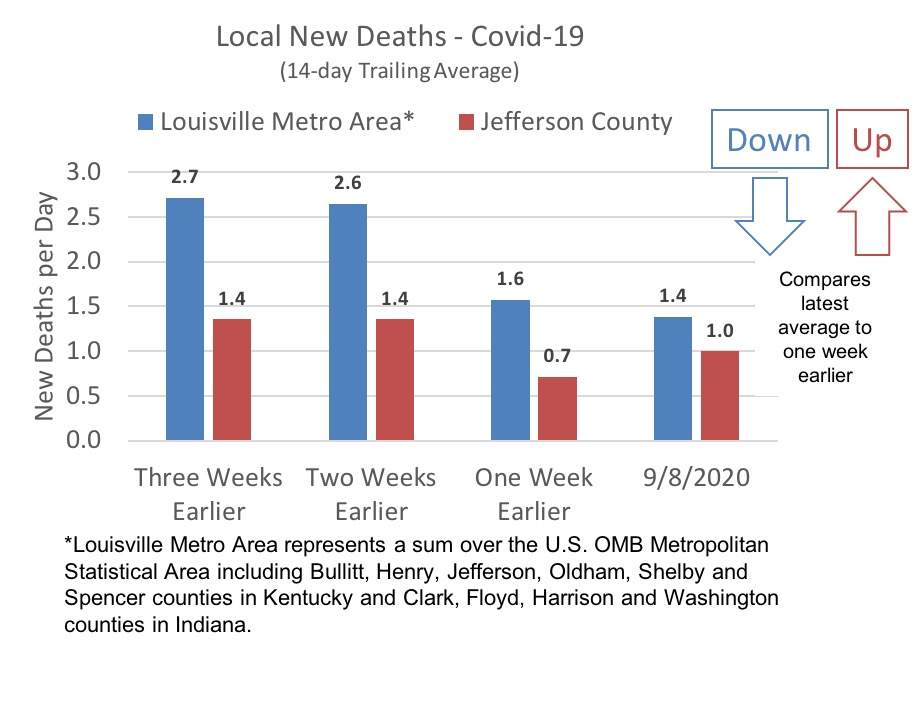 Local New Deaths - Covid-19
(14-day Trailing Average)
Louisville Metro Area*
Jefferson County
Down
Up
New Deaths per Day
3.0
2.5
2.0
1.5
1.0
0.5
0.0
2.7
1.4
2.6
1.4
1.6
0.7
1.4
1.0
Compares
latest
average to
one week
earlier
Three Weeks
Earlier
Two Weeks
Earlier
One Week
Earlier
9/8/2020
*Louisville Metro Area represents a sum over the U.S. OMB Metropolitan
Statistical Area including Bullitt, Henry, Jefferson, Oldham, Shelby and
Spencer counties in Kentucky and Clark, Floyd, Harrison and Washington
counties in Indiana.